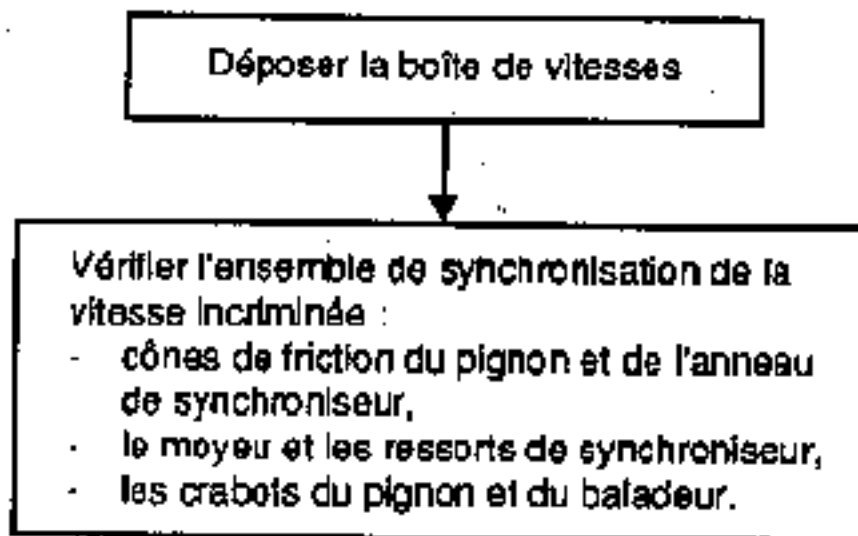 Déposer la boîte de vitesses
Vérifier l'ensemble de synchronisation de la
vitesse incriminée :
- cônes de friction du pignon et de l'anneau
de synchroniseur,
- le moyeu et les ressorts de synchroniseur,
- les crabots du pignon et du baladeur.